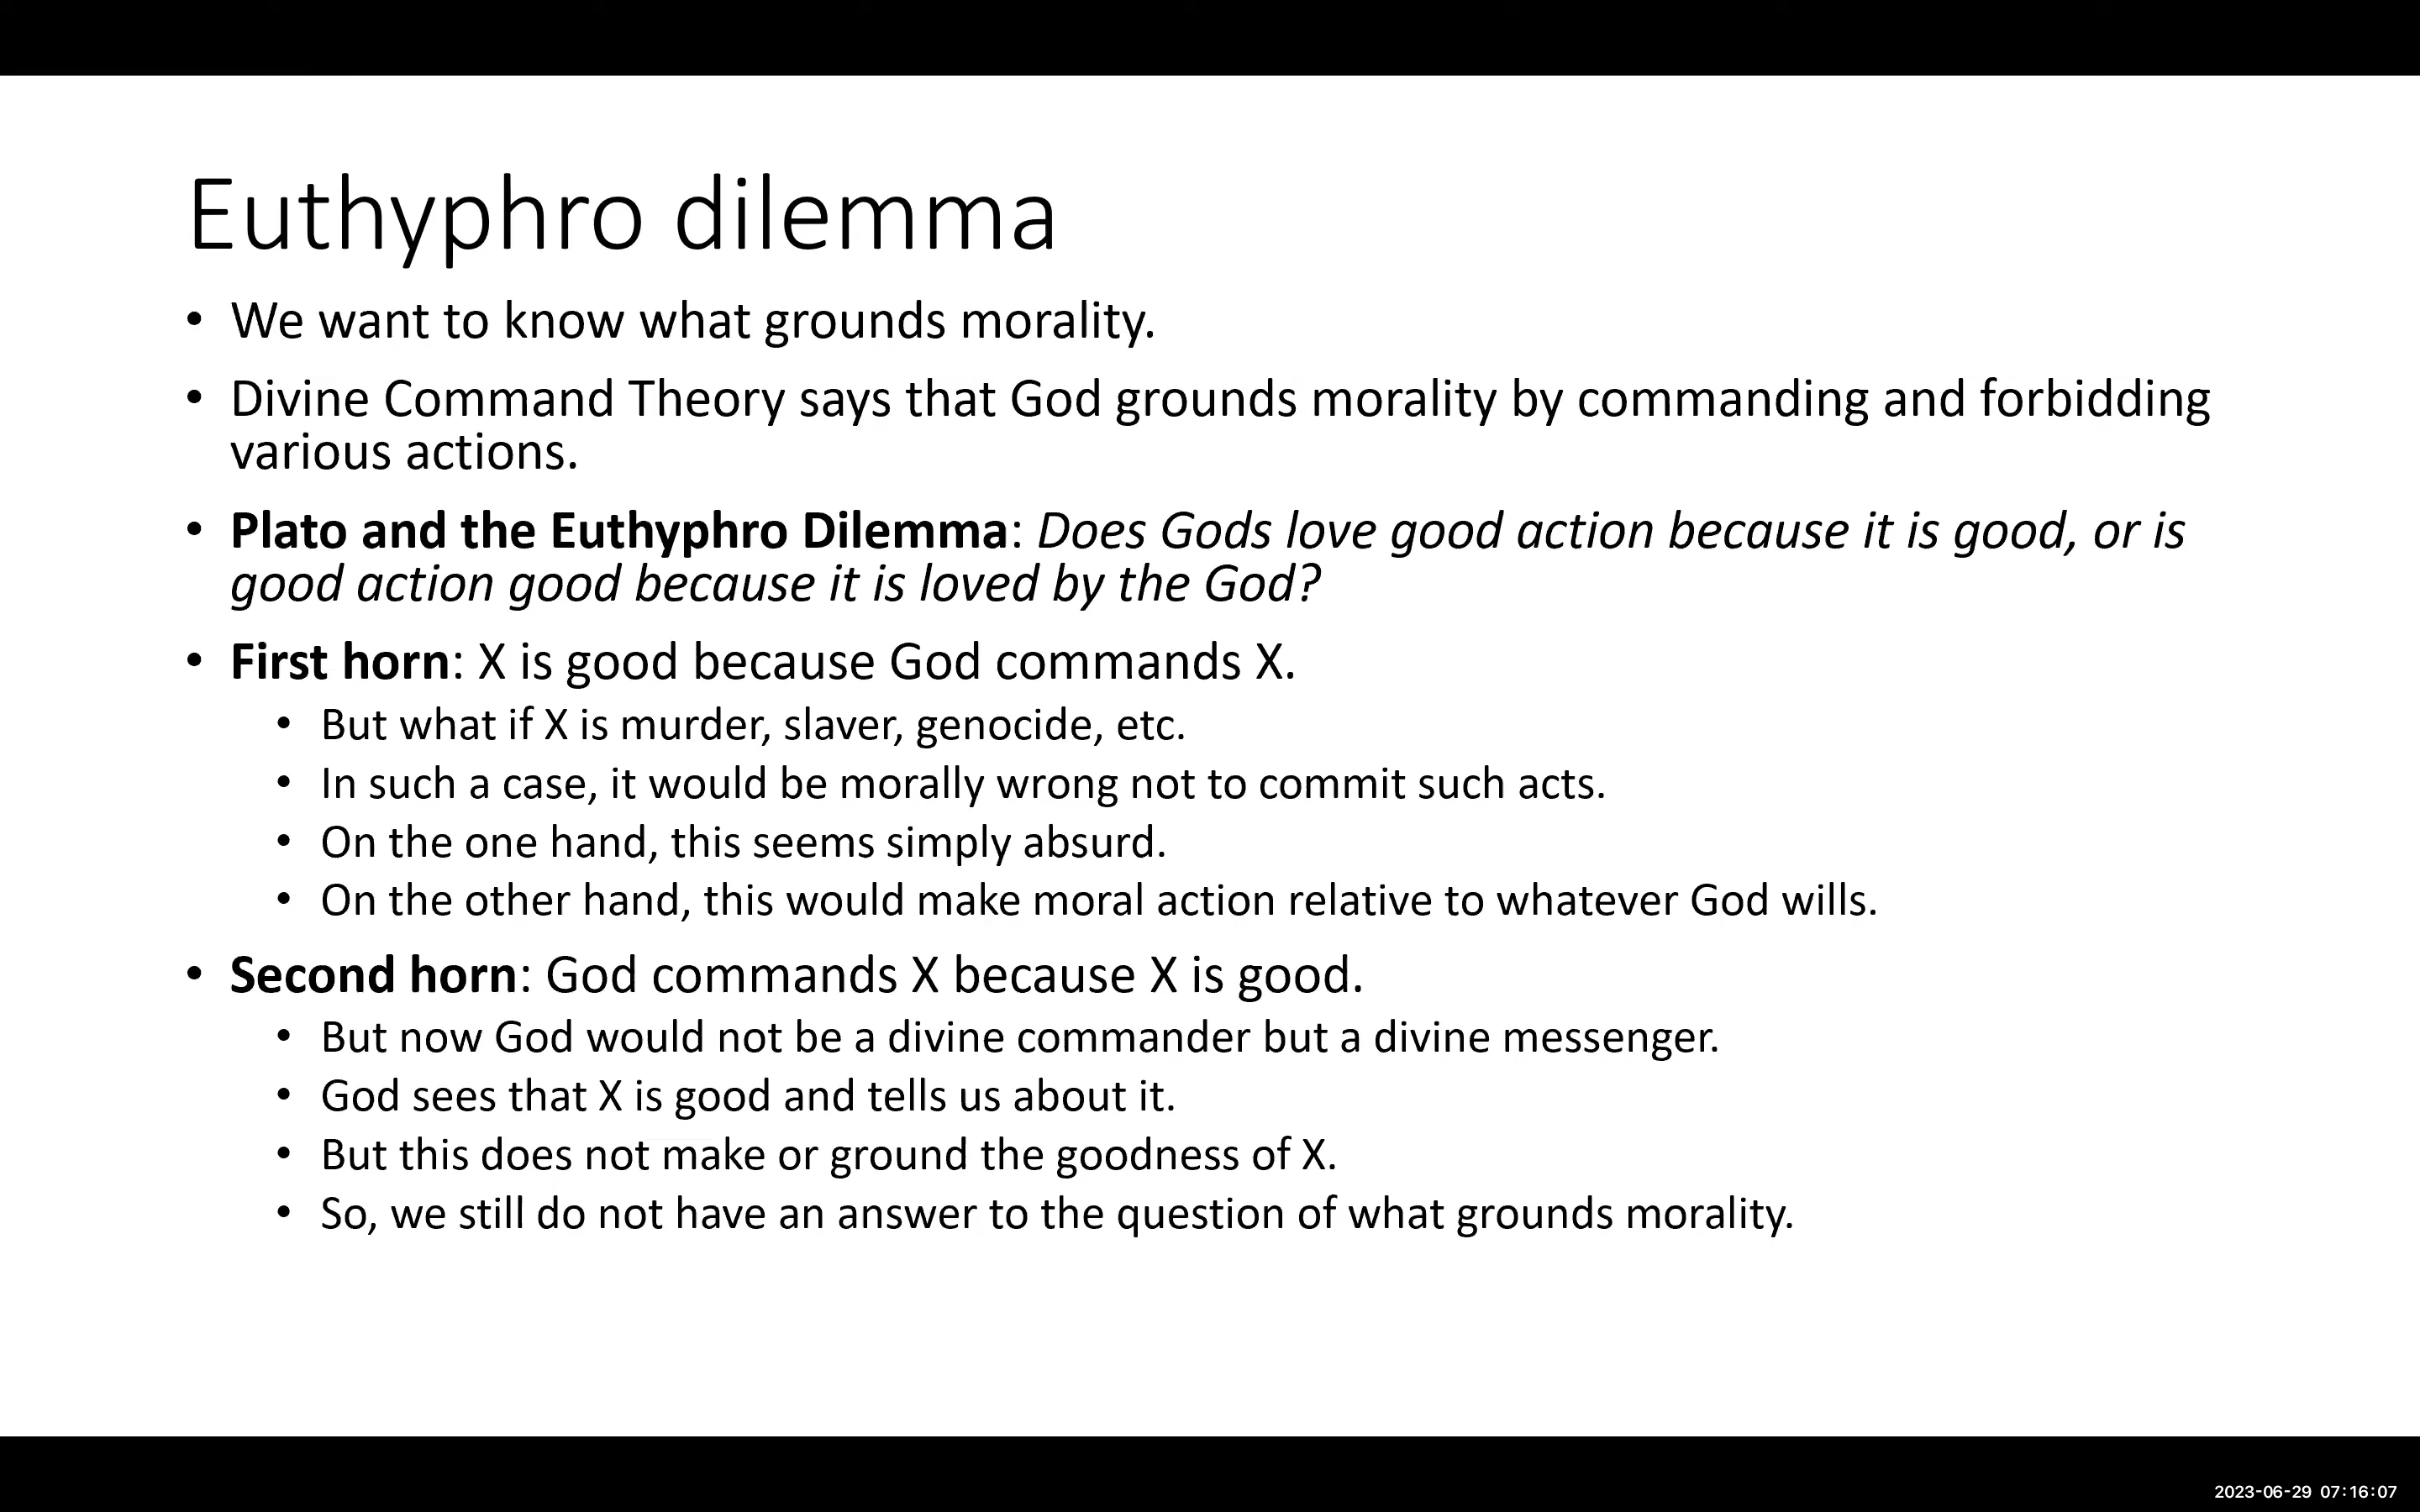 Euthyphro dilemma
• We want to know what grounds morality.
• Divine Command Theory says that God grounds morality by commanding and forbidding
various actions.
• Plato and the Euthyphro Dilemma: Does Gods love good action because it is good, or is
good action good because it is loved by the God?
• First horn: X is good because God commands X.
• But what if X is murder, slaver, genocide, etc.
• In such a case, it would be morally wrong not to commit such acts.
• On the one hand, this seems simply absurd.
• On the other hand, this would make moral action relative to whatever God wills.
• Second horn: God commands X because X is good.
• But now God would not be a divine commander but a divine messenger.
• God sees that X is good and tells us about it.
• But this does not make or ground the goodness of X.
• So, we still do not have an answer to the question of what grounds morality.
2023-06-29 07:16:07